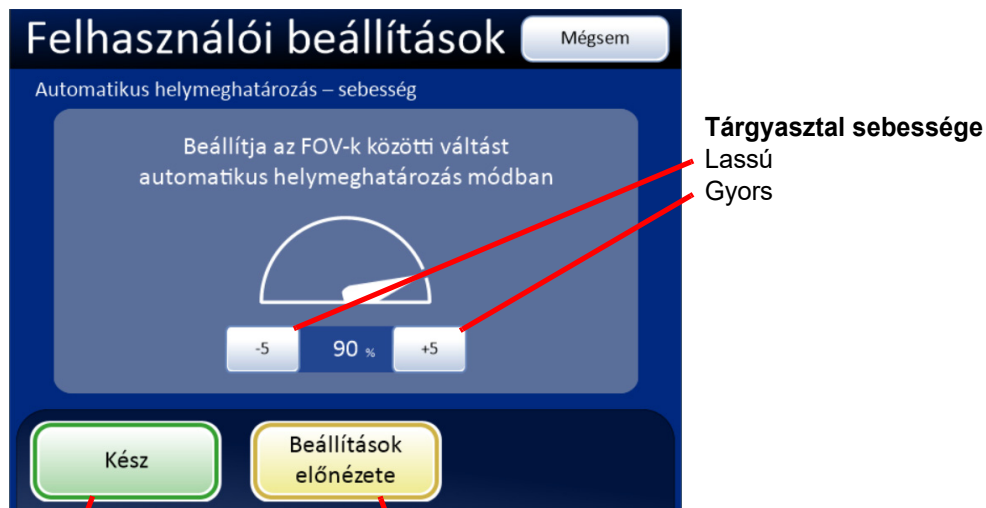 Felhasználói beállítások
Mégsem
Automatikus helymeghatározás – sebesség
Beállítja az FOV-k közötti váltást
automatikus helymeghatározás módban
-5
90 %
+5
Kész
Beállítások
előnézete
Tárgyasztal sebessége
Lassú
Gyors